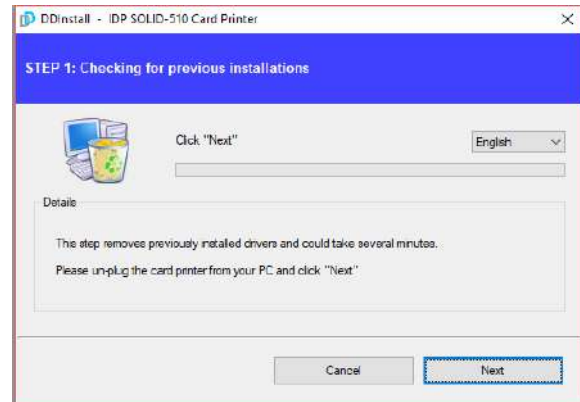 DDInstall - IDP SOLID-510 Card Printer
STEP 1: Checking for previous installations
Click "Next"
English
Details
This step removes previously installed drivers and could take several minutes.
Please un-plug the card printer from your PC and click "Next"
Cancel
Next